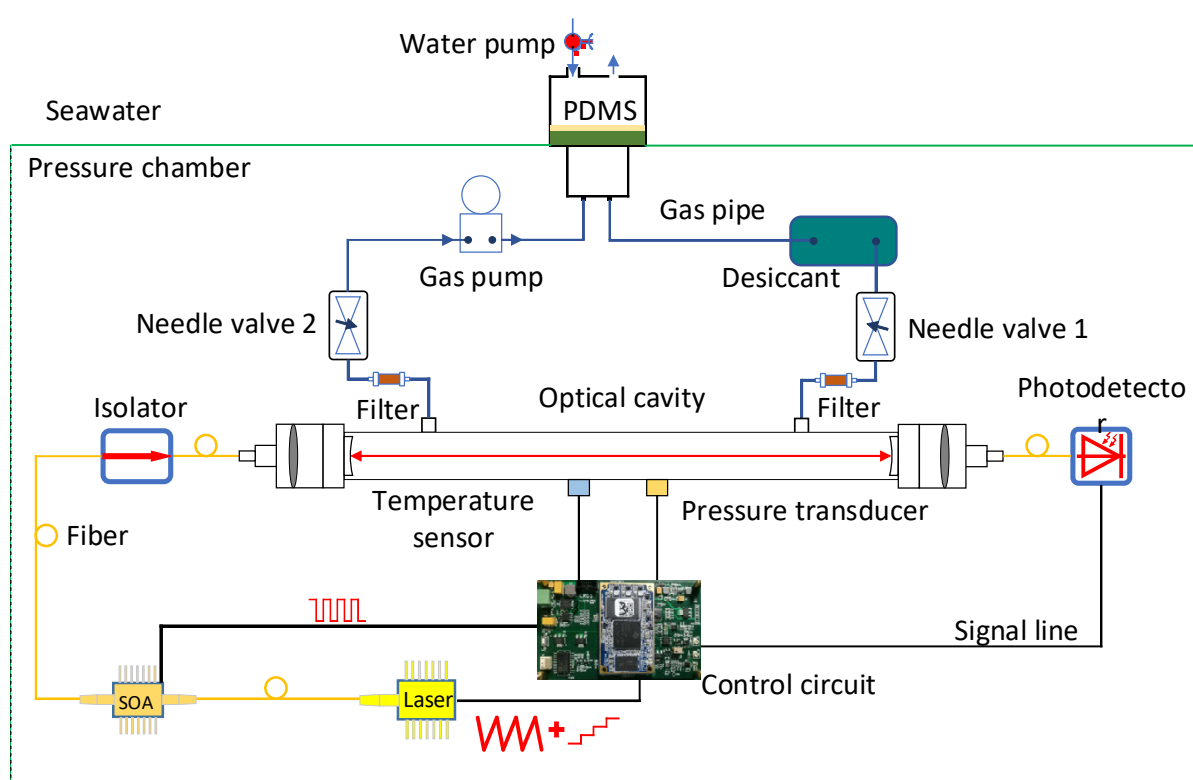 Water pump
PDMS
Seawater
Pressure chamber
Gas pipe
Gas pump
Desiccant
Needle valve 2
Needle valve 1
Filter
Optical cavity
Filter
Photodetecto
r
Isolator
Temperature
sensor
Pressure transducer
Fiber
Signal line
Control circuit
SOA
Laser